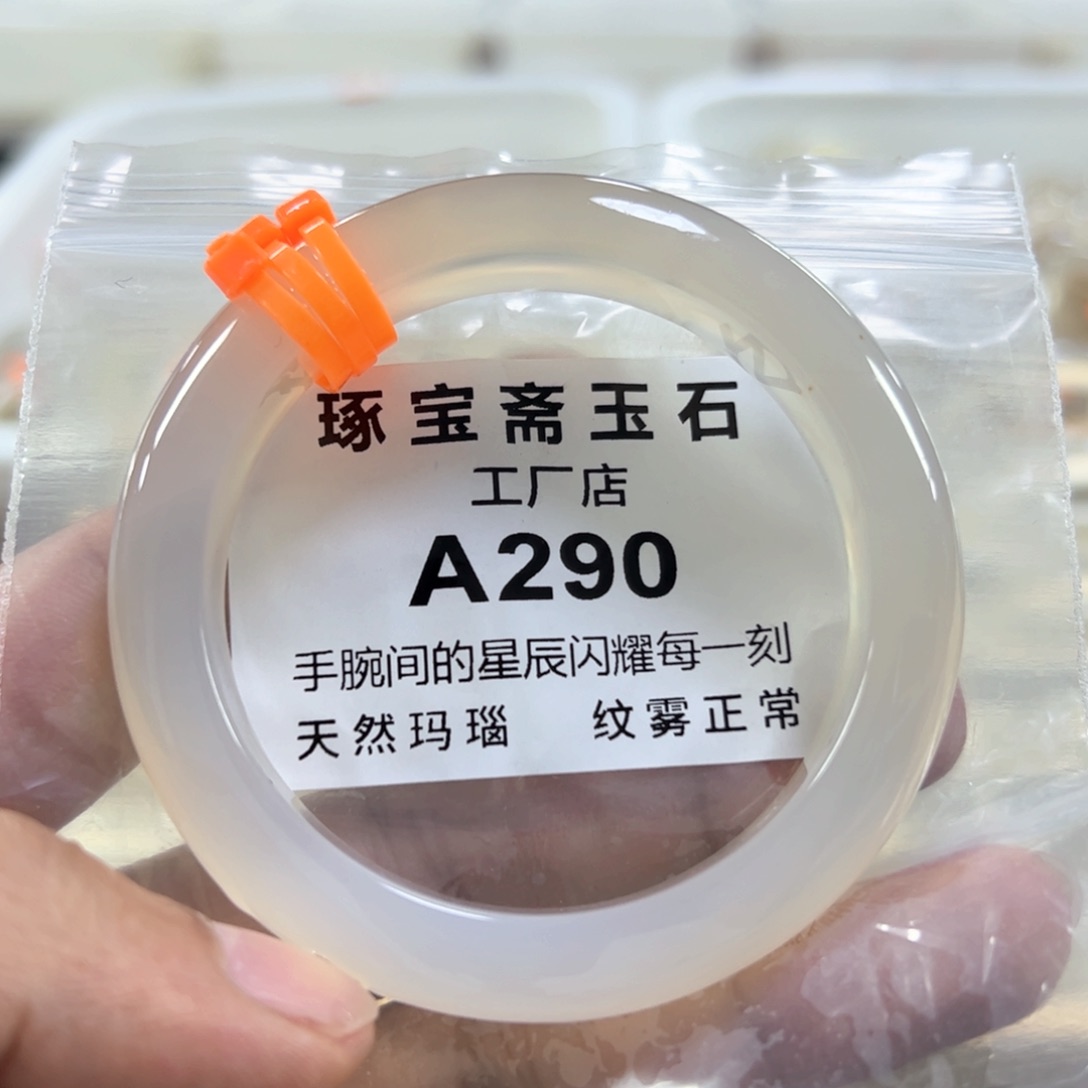 琢宝斋玉石
工厂店
A290
手腕间的星辰闪耀每一刻
天然玛瑙 纹雾正常